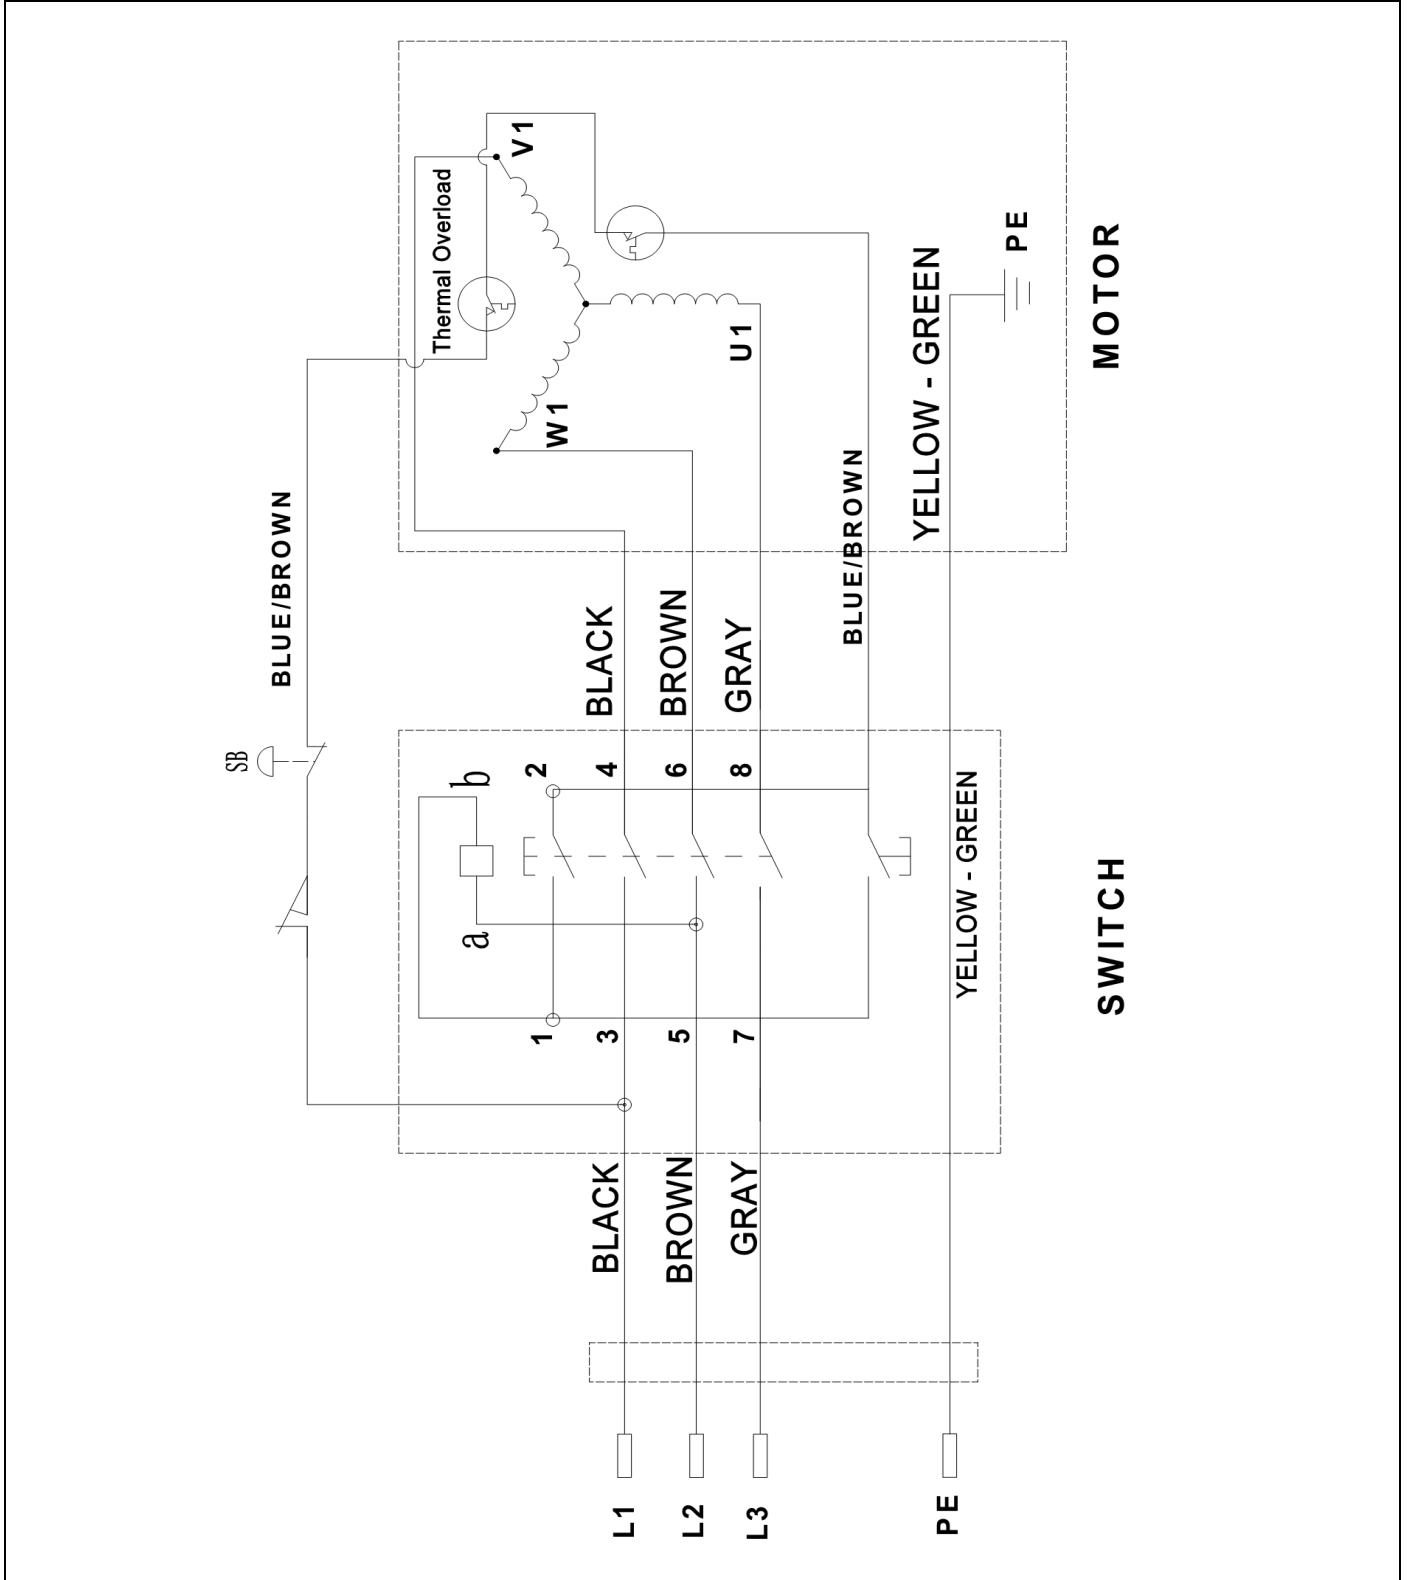 BLUE/BROWN
SB
Thermal Overload
V1
W1
U1
PE
BLACK
BROWN
GRAY
BLUE/BROWN
YELLOW - GREEN
MOTOR
a
b
2
4
6
8
1
3
5
7
YELLOW - GREEN
SWITCH
BLACK
BROWN
GRAY
L1
L2
L3
PE